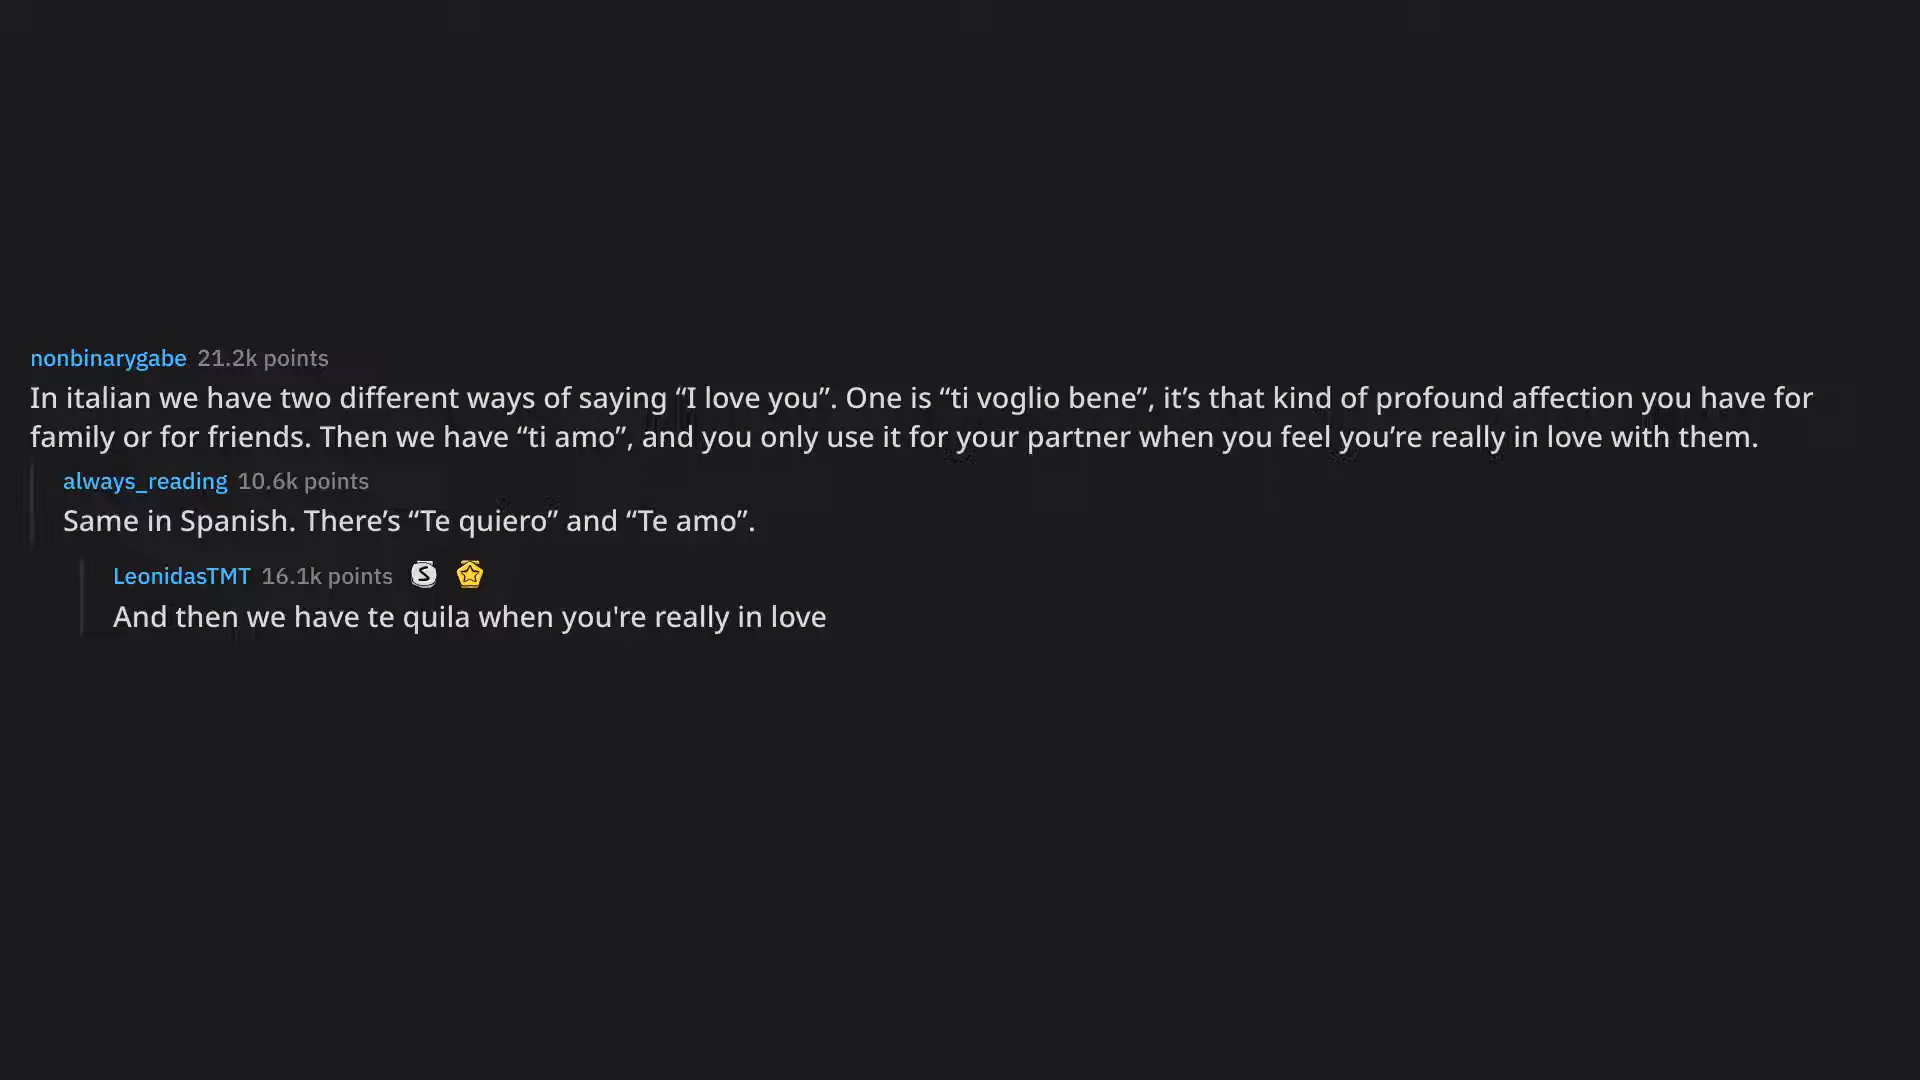 nonbinarygabe 21.2k points
In italian we have two different ways of saying “I love you”. One is “ti voglio bene”, it’s that kind of profound affection you have for
family or for friends. Then we have “ti amo”, and you only use it for your partner when you feel you’re really in love with them.
always_reading 10.6k points
Same in Spanish. There’s “Te quiero” and “Te amo”.
LeonidasTMT 16.1k points S
And then we have te quila when you're really in love